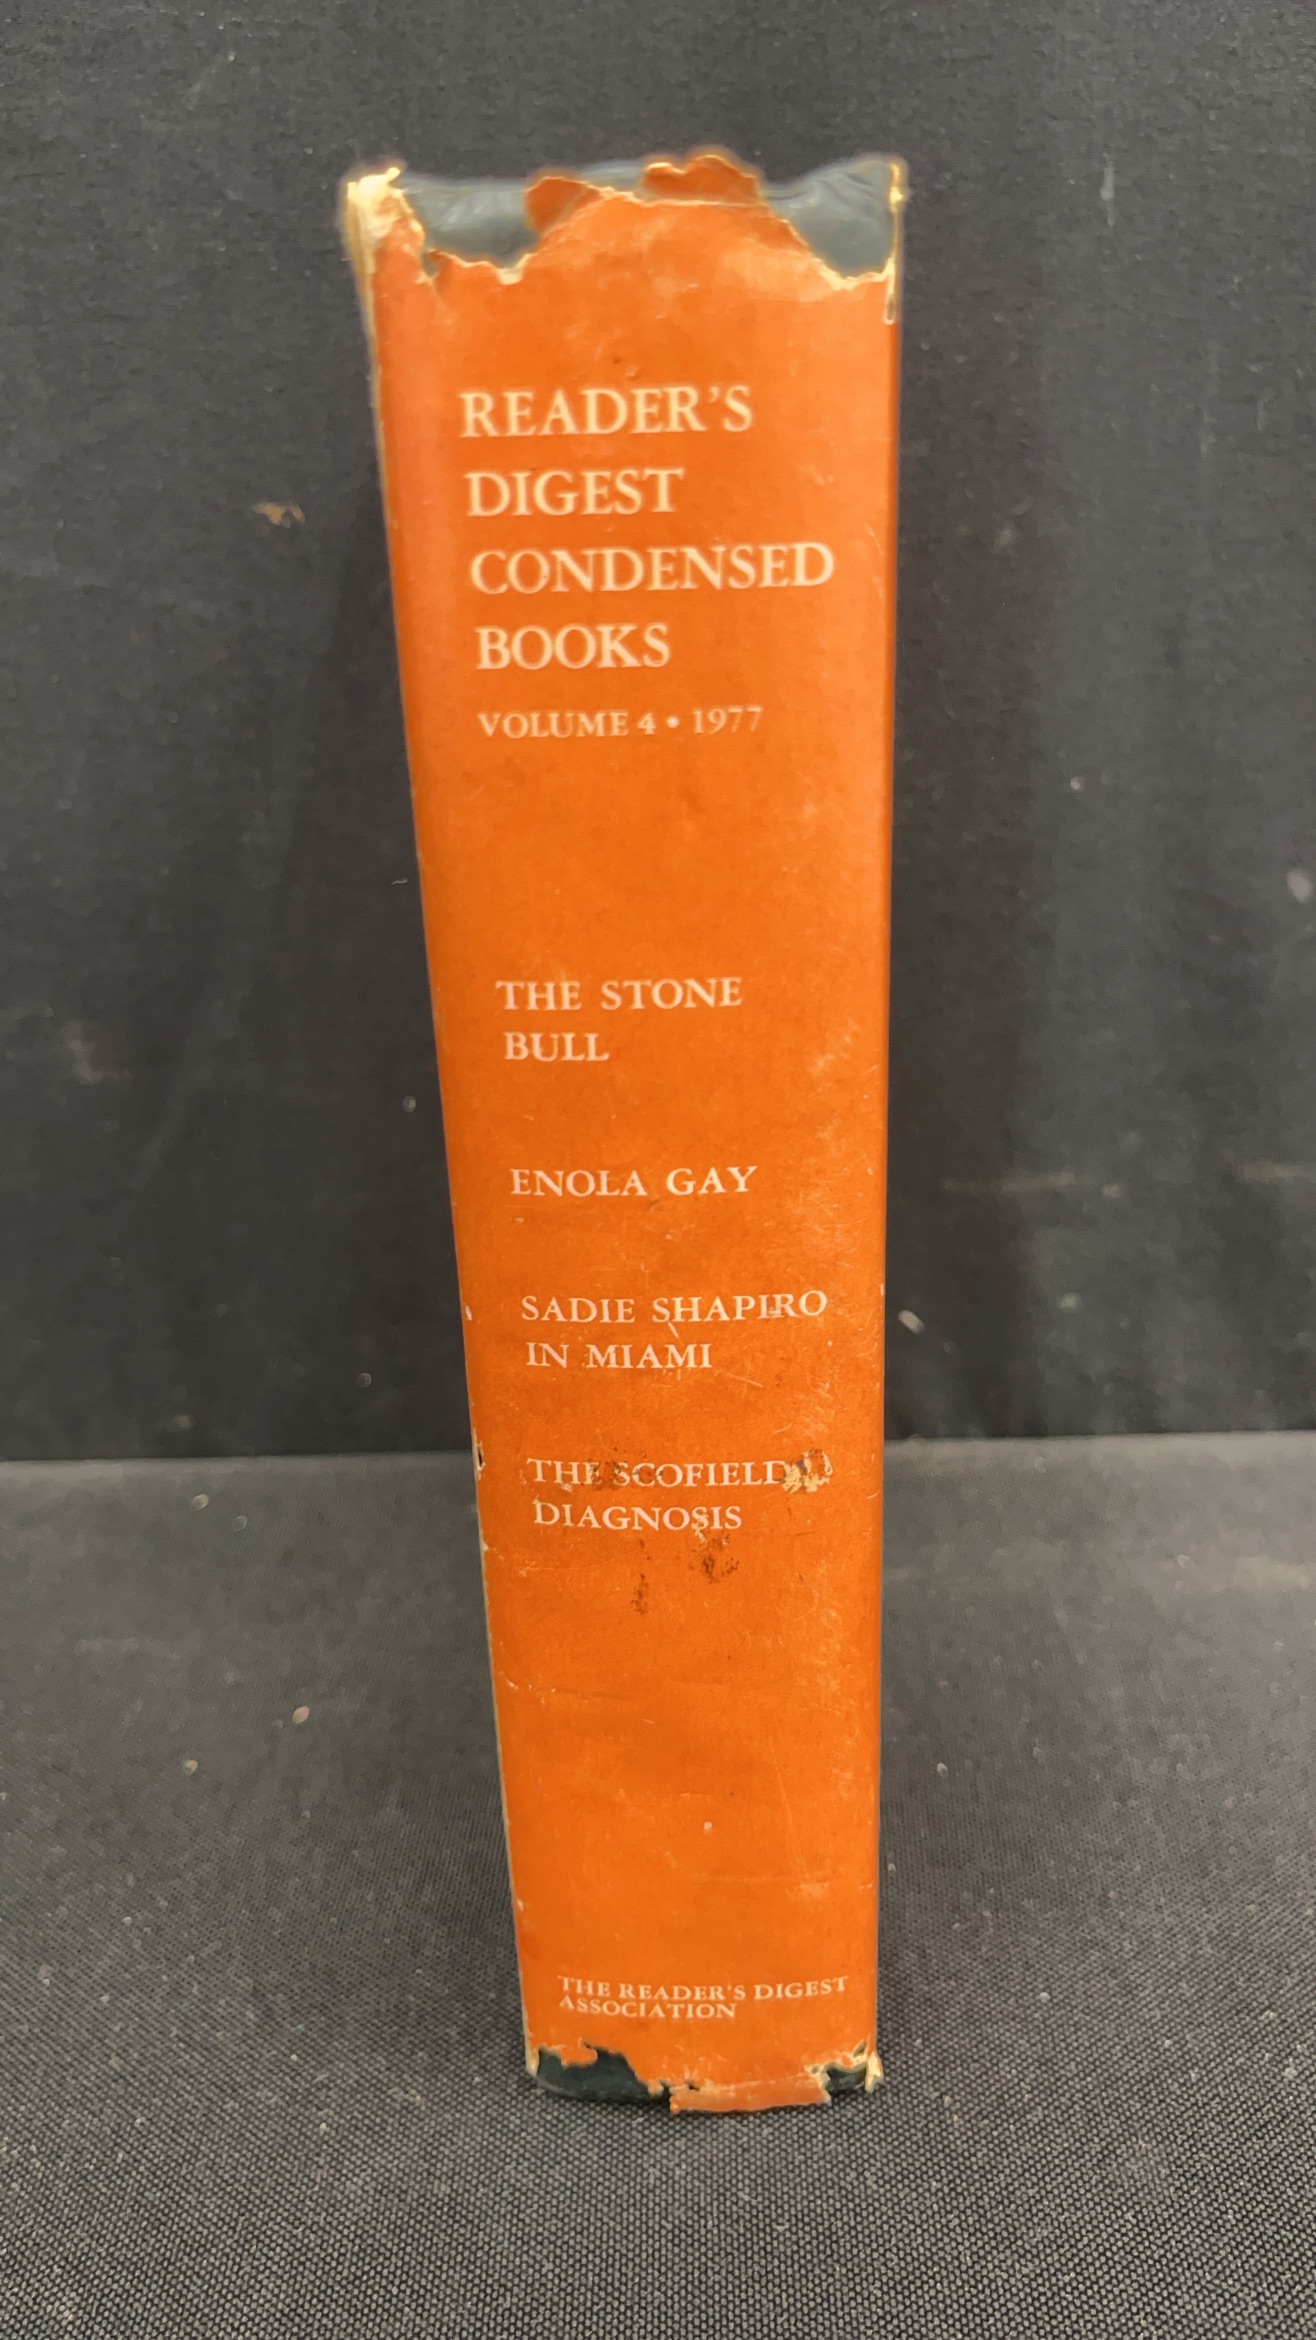 READER'S
DIGEST
CONDENSED
BOOKS
VOLUME 4 • 1977
THE STONE
BULL
ENOLA GAY
SADIE SHAPIRO
IN MIAMI
THE SCOFIELD
DIAGNOSIS
THE READER'S DIGEST
ASSOCIATION